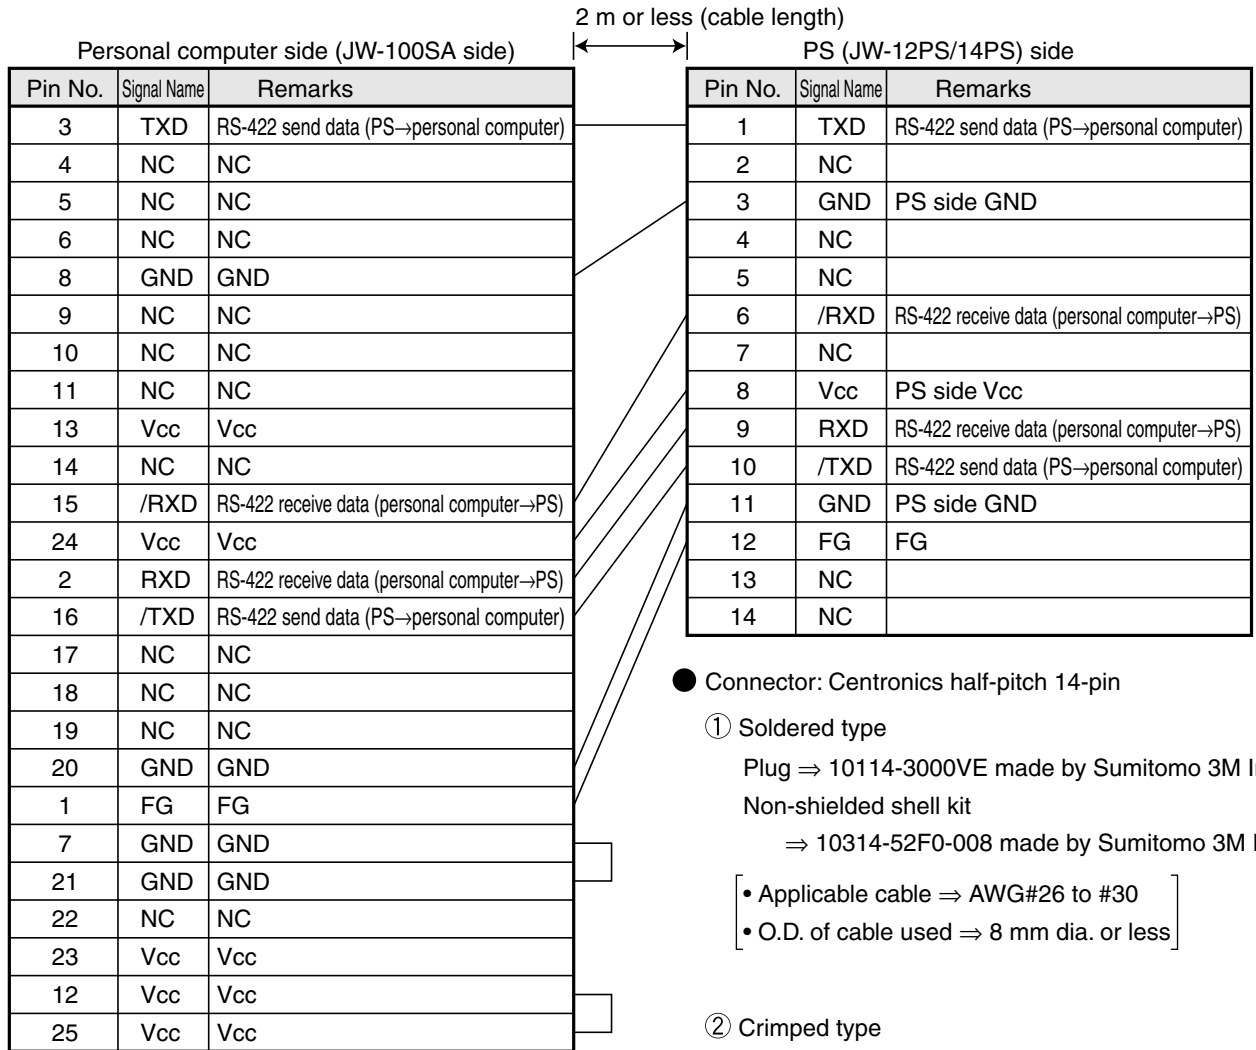 2 m or less (cable length)
Personal computer side (JW-100SA side)
Pin No. Signal Name Remarks
3 TXD RS-422 send data (PS→personal computer)
4 NC NC
5 NC NC
6 NC NC
8 GND GND
9 NC NC
10 NC NC
11 NC NC
13 Vcc Vcc
14 NC NC
15 /RXD RS-422 receive data (personal computer→PS)
24 Vcc Vcc
2 RXD RS-422 receive data (personal computer→PS)
16 /TXD RS-422 send data (PS→personal computer)
17 NC NC
18 NC NC
19 NC NC
20 GND GND
1 FG FG
7 GND GND
21 GND GND
22 NC NC
23 Vcc Vcc
12 Vcc Vcc
25 Vcc Vcc
PS (JW-12PS/14PS) side
Pin No. Signal Name Remarks
1 TXD RS-422 send data (PS→personal computer)
2 NC
3 GND PS side GND
4 NC
5 NC
6 /RXD RS-422 receive data (personal computer→PS)
7 NC
8 Vcc PS side Vcc
9 RXD RS-422 receive data (personal computer→PS)
10 /TXD RS-422 send data (PS→personal computer)
11 GND PS side GND
12 FG FG
13 NC
14 NC
● Connector: Centronics half-pitch 14-pin
① Soldered type
Plug ⇒ 10114-3000VE made by Sumitomo 3M
Non-shielded shell kit
⇒ 10314-52F0-008 made by Sumitomo 3M
• Applicable cable ⇒ AWG#26 to #30
• O.D. of cable used ⇒ 8 mm dia. or less
② Crimped type